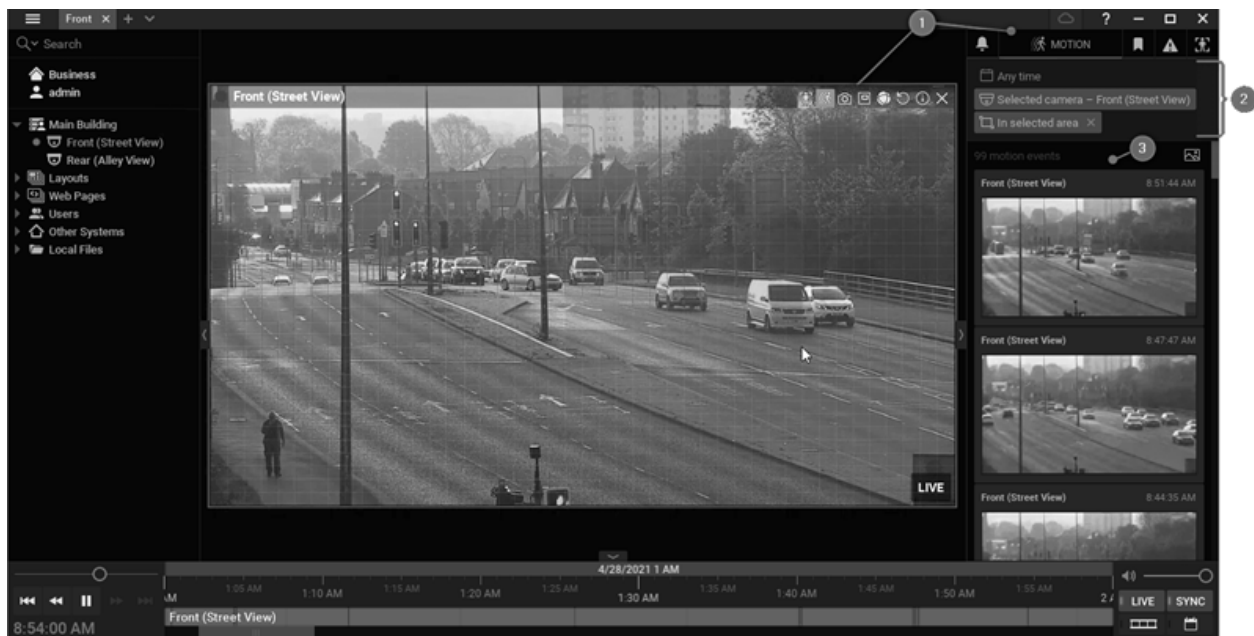 Front
+
?
1
Search
MOTION
Business
admin
Any time
Selected camera – Front (Street View)
2
In selected area
Main Building
Front (Street View)
Rear (Alley View)
Layouts
Web Pages
Users
Other Systems
Local Files
Front (Street View)
99 motion events
3
Front (Street View) 8:51:44 AM
Front (Street View) 8:47:47 AM
Front (Street View) 8:44:35 AM
LIVE
4/28/2021 1 AM
1:05 AM 1:10 AM 1:15 AM 1:20 AM 1:25 AM 1:30 AM 1:35 AM 1:40 AM 1:45 AM 1:50 AM 1:55 AM
Front (Street View)
LIVE SYNC
8:54:00 AM